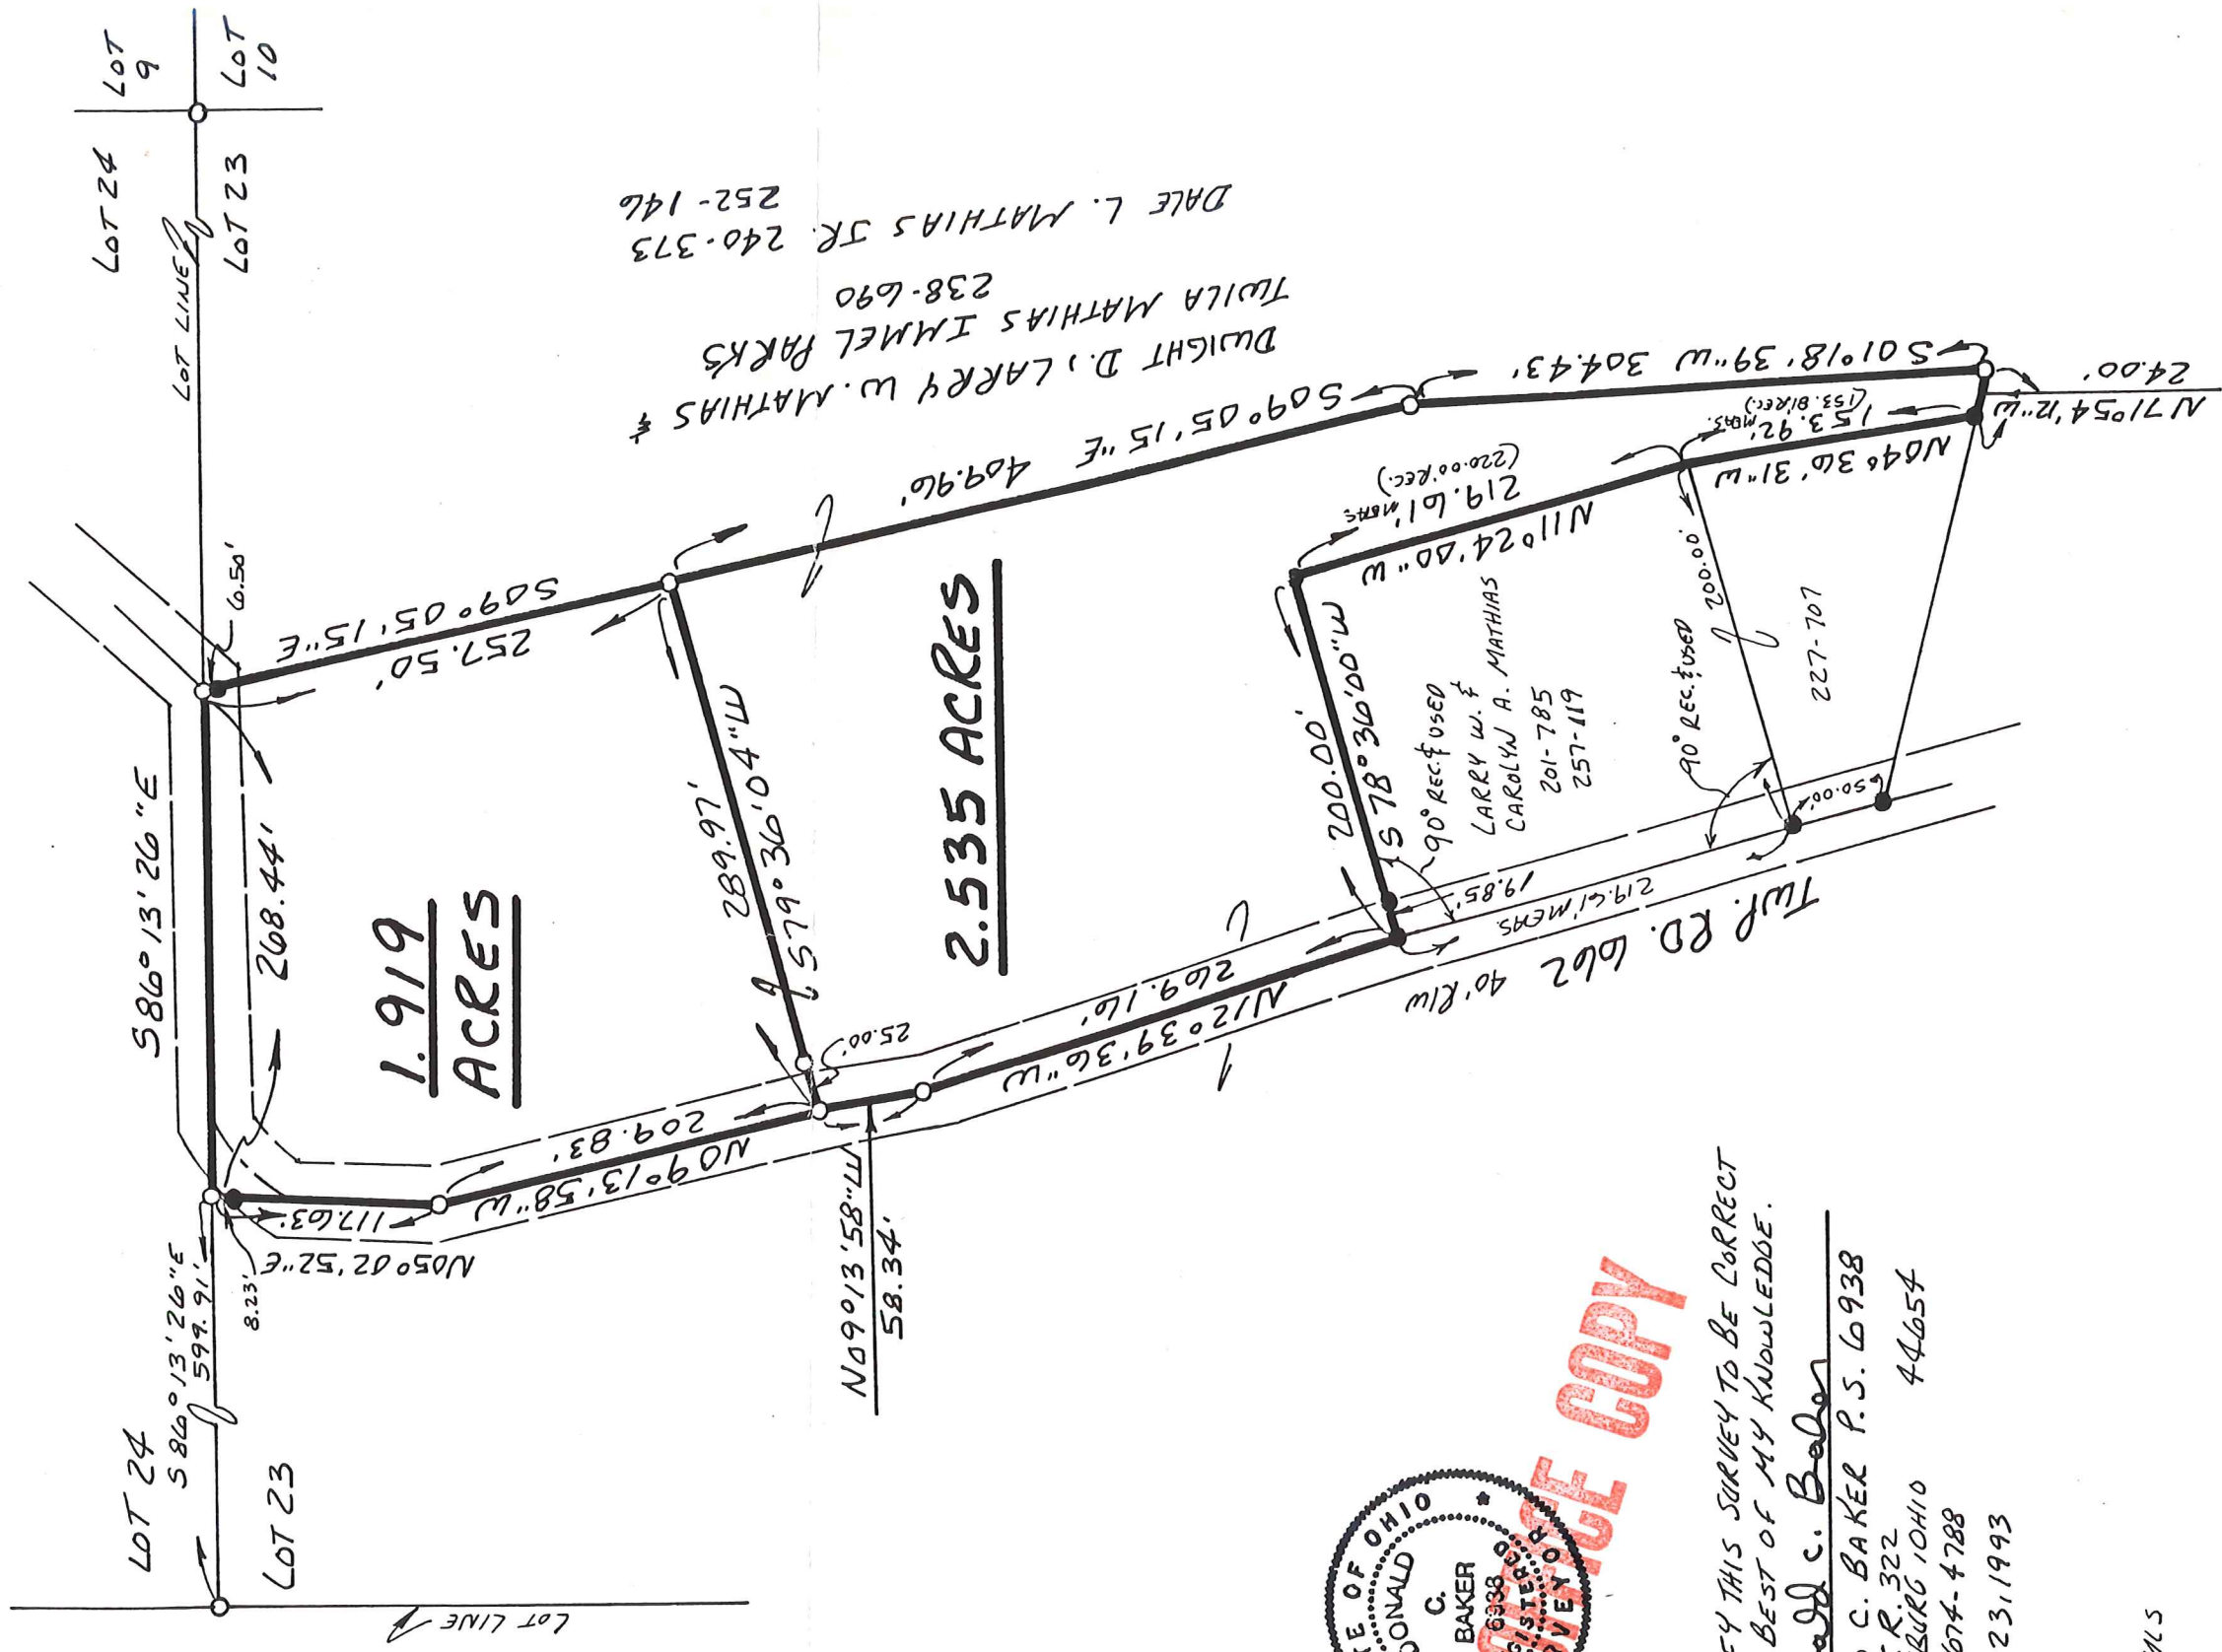 LOT 24
LOT
9
LOT 23
LOT
10
LOT LINE
LOT 24
S 86° 13' 26" E
599.91'
LOT 23
LOT LINE
8.23'
S 86° 13' 26" E
268.44'
6.50'
N05° 02' 52" E
117.63'
1.919
ACRES
S09° 05' 15" E
257.50'
N09° 13' 58" W
209.83'
289.97'
S79° 36' 04" E
25.00'
N09° 13' 58" W
58.34'
2.535 ACRES
S09° 05' 15" E
409.96'
DWIGHT D., LARRY W. MATHIAS &
TWILA MATHIAS IMMEL PARKS
238-690
DALE L. MATHIAS JR. 240-373
252-146
N12° 39' 36" W
269.16'
TWP. RD. 662 40' R/W
200.00'
S 78° 36' 00" W
19.85'
90° REC. & USED
219.61' MEAS.
LARRY W. &
CAROLYN A. MATHIAS
201-785
257-119
N11° 24' 00" W
219.61' MEAS
(220.00' REC.)
200.00'
90° REC. & USED
50.00'
227-707
N04° 36' 31" W
153.92' MEAS.
(153.81' REC.)
S 01° 18' 39" W 304.43'
N71° 54' 12" W
24.00'
OF OHIO
C.
BAKER
6938
COPY
THIS SURVEY TO BE CORRECT
BEST OF MY KNOWLEDGE.
C. Baker
C. BAKER P.S. 6938
R. 322
OHIO 44654
674-4788
23, 1993